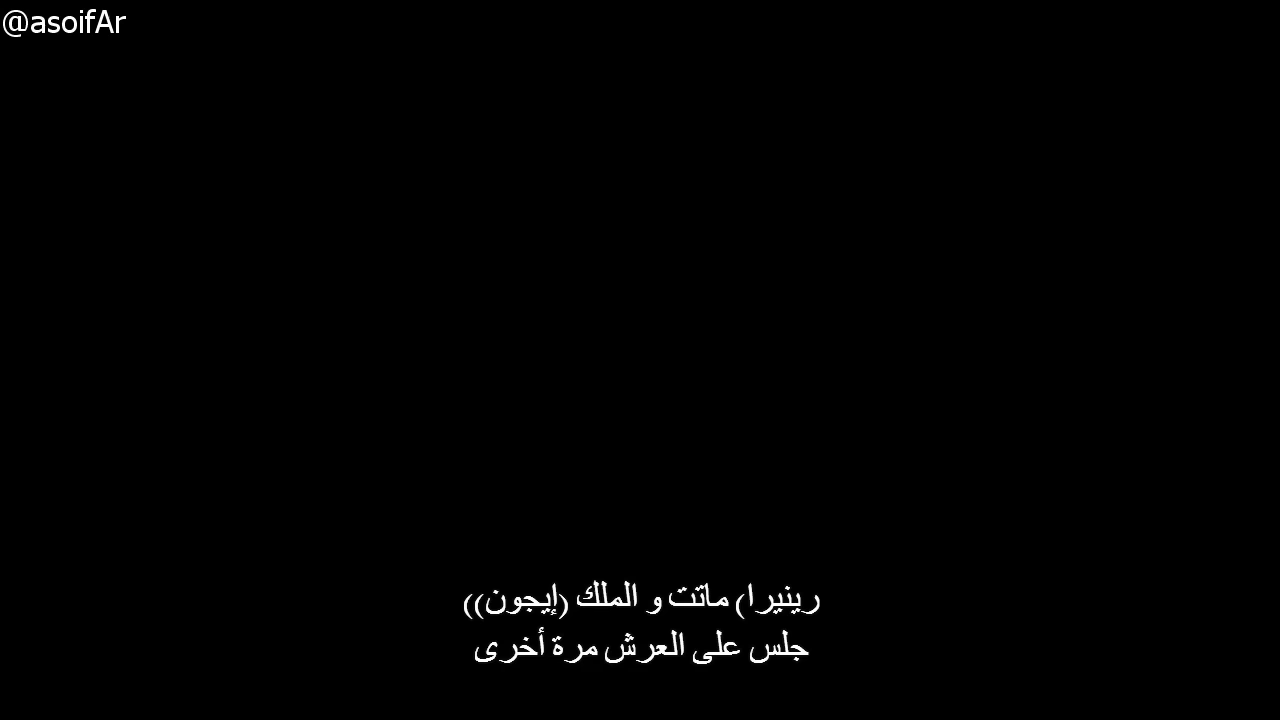 @asoifAr
(رينيرا) ماتت و الملك (إيجون)
جلس على العرش مرة أخرى